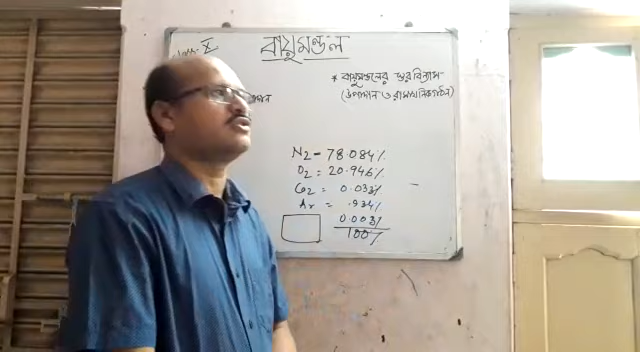 X
বায়ুমণ্ডল
* বায়ুমণ্ডলের স্তর বিন্যাস
(উপাদান ও রাসায়নিক গঠন)
N2 = 78.084%
O2 = 20.946%
CO2 = 0.033%
Ar = .934%
0.003%
100%